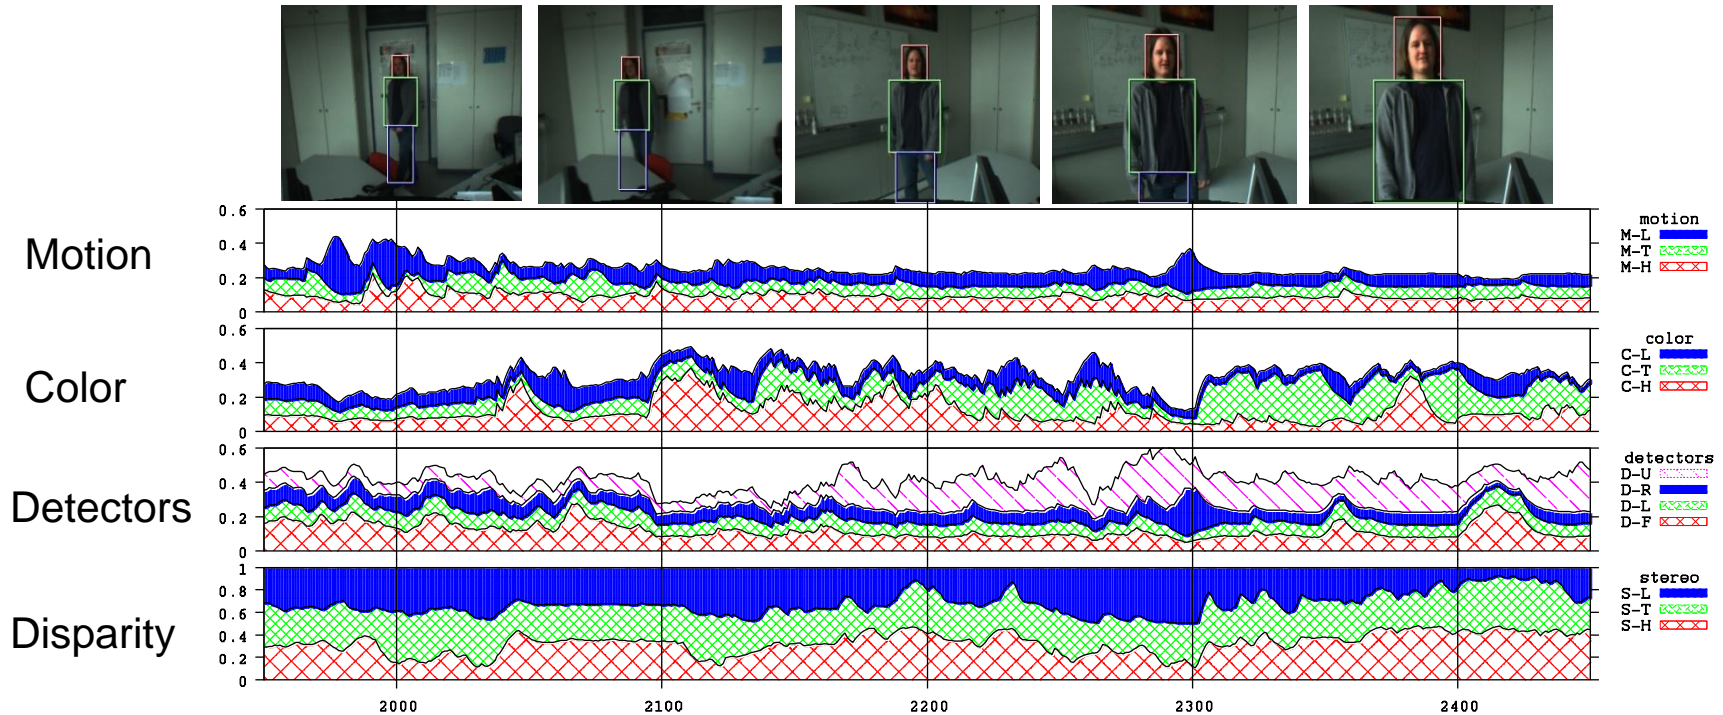 Motion
0.6
0.4
0.2
0
motion
M-L
M-T
M-H
Color
0.6
0.4
0.2
0
color
C-L
C-T
C-H
Detectors
0.6
0.4
0.2
0
detectors
D-U
D-R
D-L
D-F
Disparity
1
0.8
0.6
0.4
0.2
0
stereo
S-L
S-T
S-H
2000 2100 2200 2300 2400